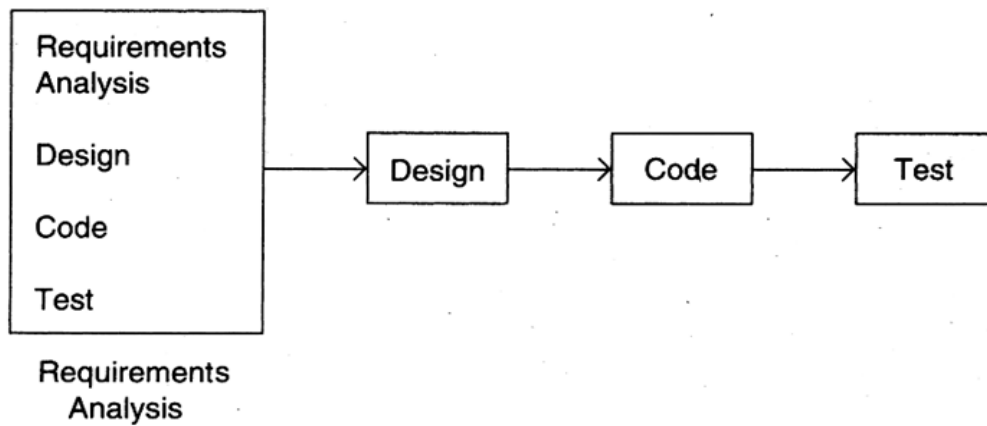 Requirements
Analysis
Design
Code
Test
Requirements
Analysis
Design
Code
Test